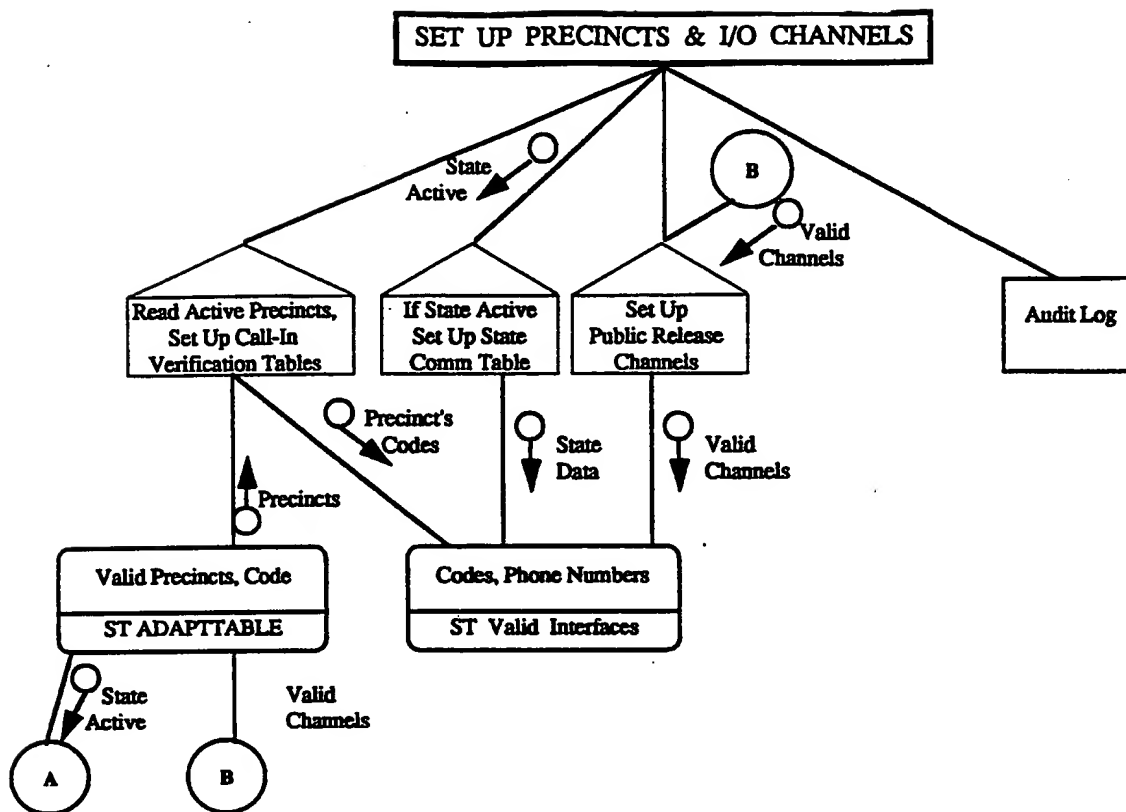 SET UP PRECINCTS & I/O CHANNELS
State
Active
B
Valid
Channels
Read Active Precincts,
Set Up Call-In
Verification Tables
If State Active
Set Up State
Comm Table
Set Up
Public Release
Channels
Audit Log
Precinct's
Codes
State
Data
Valid
Channels
Precincts
Valid Precincts, Code
ST ADAPTTABLE
Codes, Phone Numbers
ST Valid Interfaces
State
Active
Valid
Channels
A
B